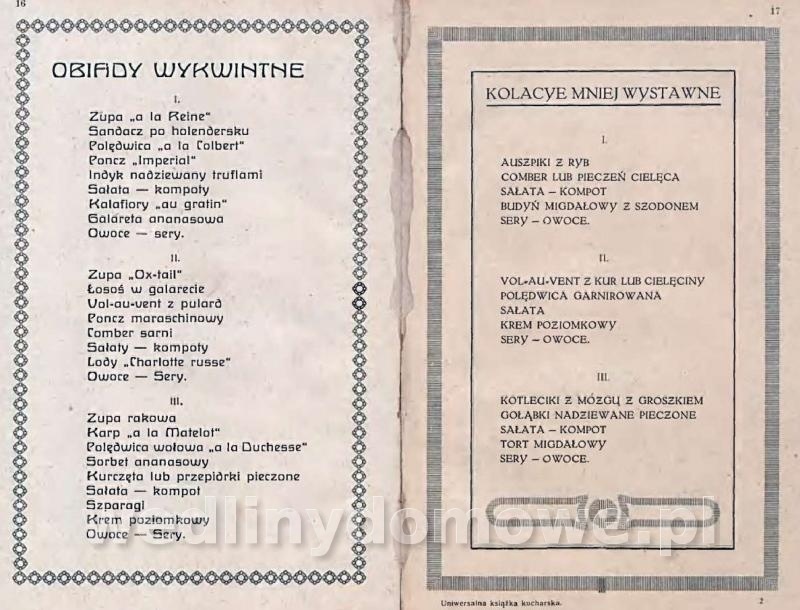 16
OBIADY WYKWINTNE
I.
Zupa „a la Reine“
Sandacz po holendersku
Polędwica „a la Colbert“
Poncz „Imperial“
Indyk nadziewany truflami
Sałata — kompoty
Kalafiory „au gratin“
Galareta ananasowa
Owoce — sery.
II.
Zupa „Ox-tail“
Łosoś w galarecie
Vol-au-vent z pulard
Poncz maraschinowy
Comber sarni
Sałaty — kompoty
Lody „Charlotte russe“
Owoce — Sery.
III.
Zupa rakowa
Karp „a la Matelot“
Polędwica wołowa „a la Duchesse“
Sorbet ananasowy
Kurczęta lub przepiórki pieczone
Sałata — kompot
Szparagi
Krem poziomkowy
Owoce — Sery.
17
KOLACYE MNIEJ WYSTAWNE
I.
AUSZPIKI Z RYB
COMBER LUB PIECZEŃ CIELĘCA
SAŁATA – KOMPOT
BUDYŃ MIGDAŁOWY Z SZODONEM
SERY – OWOCE.
II.
VOL-AU-VENT Z KUR LUB CIELĘCINY
POLĘDWICA GARNIROWANA
SAŁATA
KREM POZIOMKOWY
SERY – OWOCE.
III.
KOTLECIKI Z MÓZGU Z GROSZKIEM
GOŁĄBKI NADZIEWANE PIECZONE
SAŁATA – KOMPOT
TORT MIGDAŁOWY
SERY – OWOCE.
wedlinydomowe.pl
Uniwersalna książka kucharska.
2